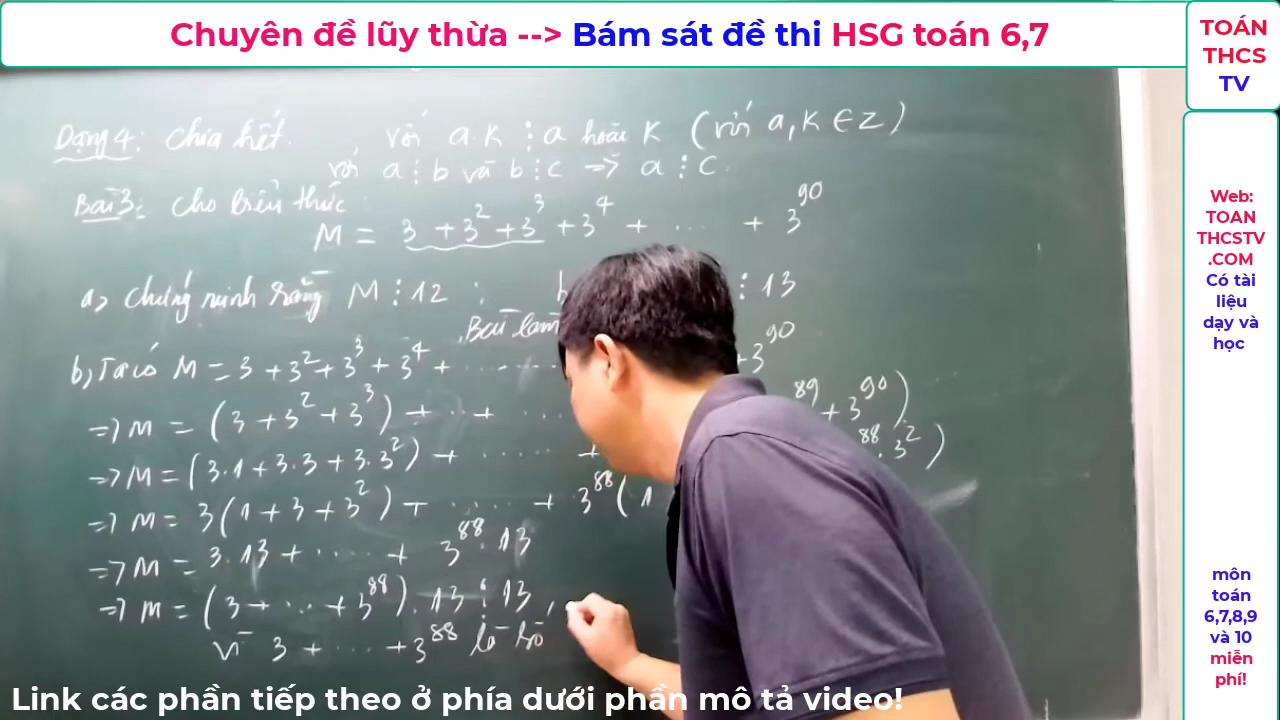 Chuyên đề lũy thừa --> Bám sát đề thi HSG toán 6,7
TOÁN
THCS
TV
Dạng 4: Chia hết. với a.K ⋮ a hoặc K (với a, K ∈ Z)
với a ⋮ b và b ⋮ c => a ⋮ c.
Bài 3: Cho biểu thức
M = 3 + 3² + 3³ + 3⁴ + ... + 3⁹⁰
a, Chứng minh rằng M ⋮ 12 ; b ⋮ 13
Bài làm
b, Ta có M = 3 + 3² + 3³ + 3⁴ + ...... + 3⁹⁰
=> M = (3 + 3² + 3³) + ... + ... ⁸⁹ + 3⁹⁰)
=> M = (3.1 + 3.3 + 3.3²) + ...... + ⁸⁸.3²)
=> M = 3(1 + 3 + 3²) + ...... + 3⁸⁸(1
=> M = 3.13 + ..... + 3⁸⁸.13
=> M = (3 + ... + 3⁸⁸).13 ⋮ 13,
vì 3 + ... + 3⁸⁸ là số
Web:
TOAN
THCSTV
.COM
Có tài
liệu
dạy và
học
môn
toán
6,7,8,9
và 10
miễn
phí!
Link các phần tiếp theo ở phía dưới phần mô tả video!